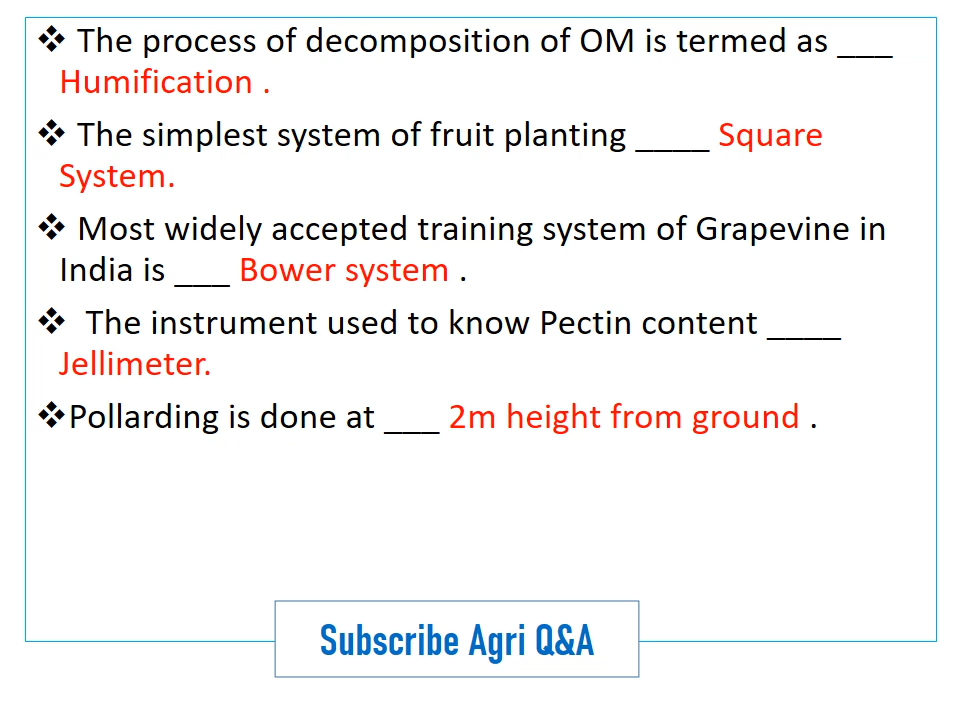 ❖ The process of decomposition of OM is termed as ___
Humification .
❖ The simplest system of fruit planting ____ Square
System.
❖ Most widely accepted training system of Grapevine in
India is ___ Bower system .
❖ The instrument used to know Pectin content ____
Jellimeter.
❖Pollarding is done at ___ 2m height from ground .
Subscribe Agri Q&A